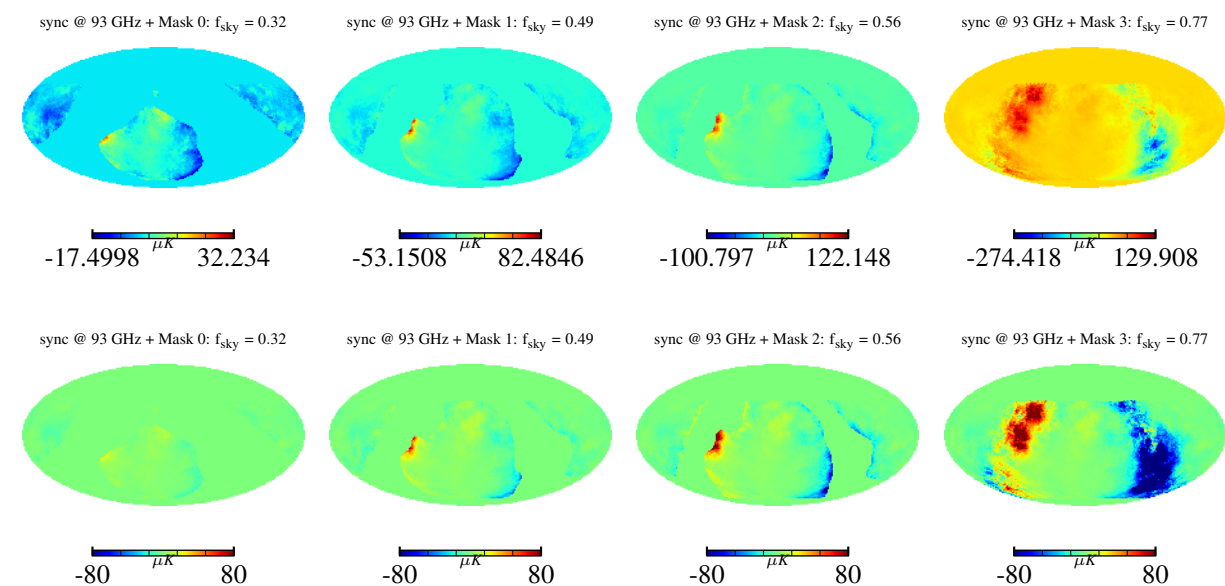 sync @ 93 GHz + Mask 0: f_sky = 0.32
sync @ 93 GHz + Mask 1: f_sky = 0.49
sync @ 93 GHz + Mask 2: f_sky = 0.56
sync @ 93 GHz + Mask 3: f_sky = 0.77
-17.4998 μK 32.234
-53.1508 μK 82.4846
-100.797 μK 122.148
-274.418 μK 129.908
sync @ 93 GHz + Mask 0: f_sky = 0.32
sync @ 93 GHz + Mask 1: f_sky = 0.49
sync @ 93 GHz + Mask 2: f_sky = 0.56
sync @ 93 GHz + Mask 3: f_sky = 0.77
-80 μK 80
-80 μK 80
-80 μK 80
-80 μK 80